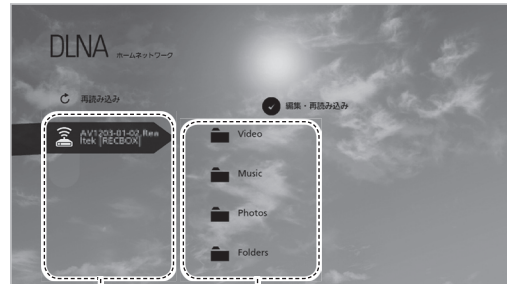 DLNA ホームネットワーク
再読み込み
編集・再読み込み
AV1203-01-02,Rea
ltek [RECBOX]
Video
Music
Photos
Folders